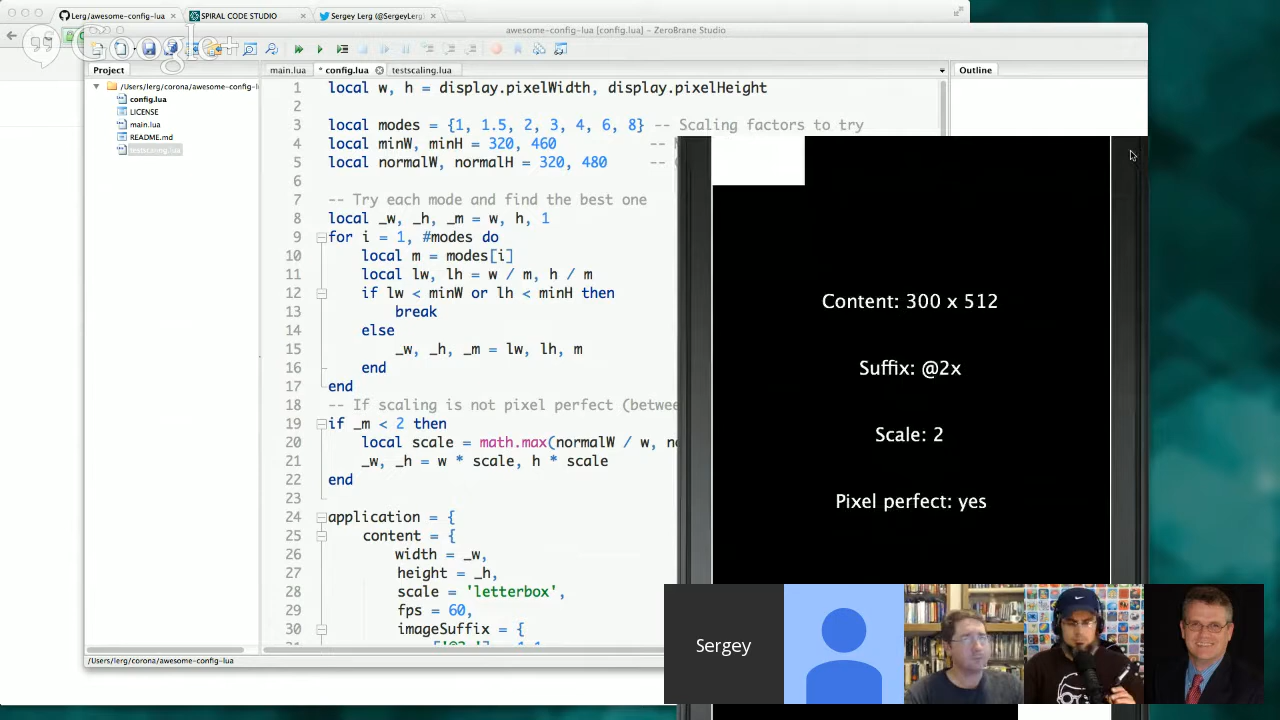 Lerg/awesome-config-lua
SPIRAL CODE STUDIO
Sergey Lerg (@SergeyLerg)
Google+
awesome-config-lua [config.lua] - ZeroBrane Studio
Project
main.lua
config.lua
testscaling.lua
Outline
/Users/lerg/corona/awesome-config-l
config.lua
LICENSE
main.lua
README.md
testscaling.lua
1 local w, h = display.pixelWidth, display.pixelHeight
2
3 local modes = {1, 1.5, 2, 3, 4, 6, 8} -- Scaling factors to try
4 local minW, minH = 320, 460 --
5 local normalW, normalH = 320, 480 --
6
7 -- Try each mode and find the best one
8 local _w, _h, _m = w, h, 1
9 for i = 1, #modes do
10 local m = modes[i]
11 local lw, lh = w / m, h / m
12 if lw < minW or lh < minH then
13 break
14 else
15 _w, _h, _m = lw, lh, m
16 end
17 end
18 -- If scaling is not pixel perfect (betwee
19 if _m < 2 then
20 local scale = math.max(normalW / w, no
21 _w, _h = w * scale, h * scale
22 end
23
24 application = {
25 content = {
26 width = _w,
27 height = _h,
28 scale = 'letterbox',
29 fps = 60,
30 imageSuffix = {
Content: 300 x 512
Suffix: @2x
Scale: 2
Pixel perfect: yes
Sergey
/Users/lerg/corona/awesome-config-lua